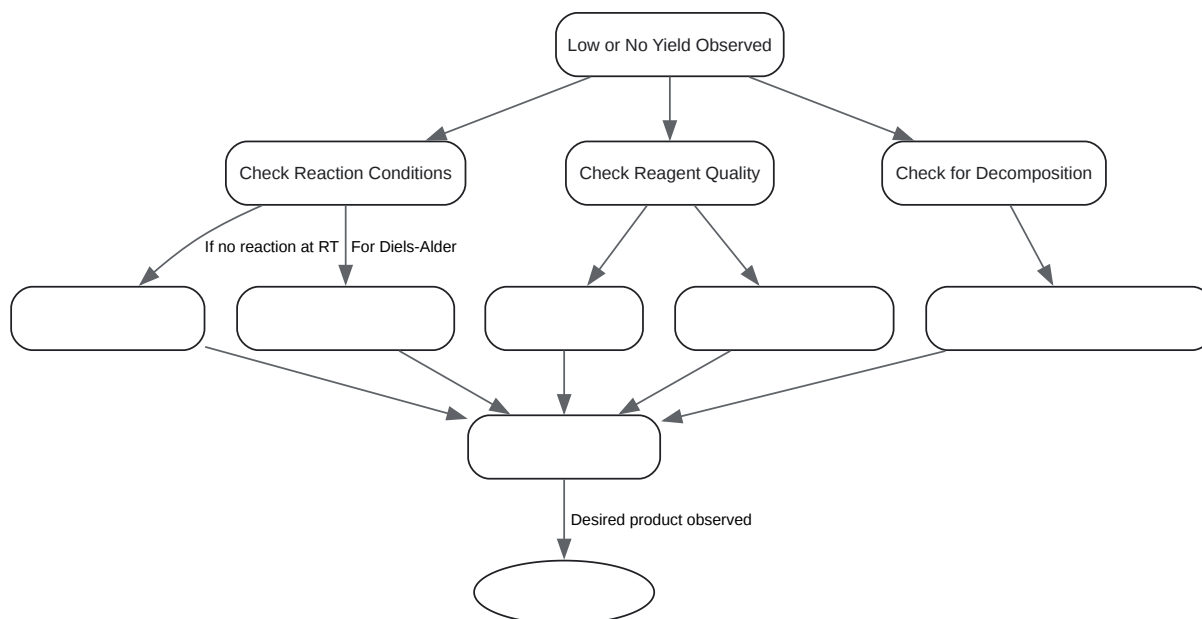 Low or No Yield Observed
Check Reaction Conditions
Check Reagent Quality
Check for Decomposition
If no reaction at RT
For Diels-Alder
Desired product observed